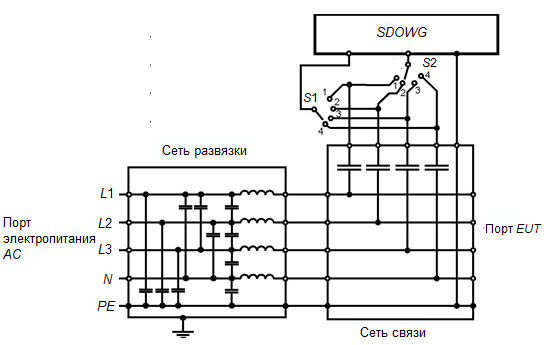 SDOWG
S2
S1
1
2
3
4
1
2
3
4
Сеть развязки
L1
L2
L3
N
PE
Порт
электропитания
AC
Порт EUT
Сеть связи